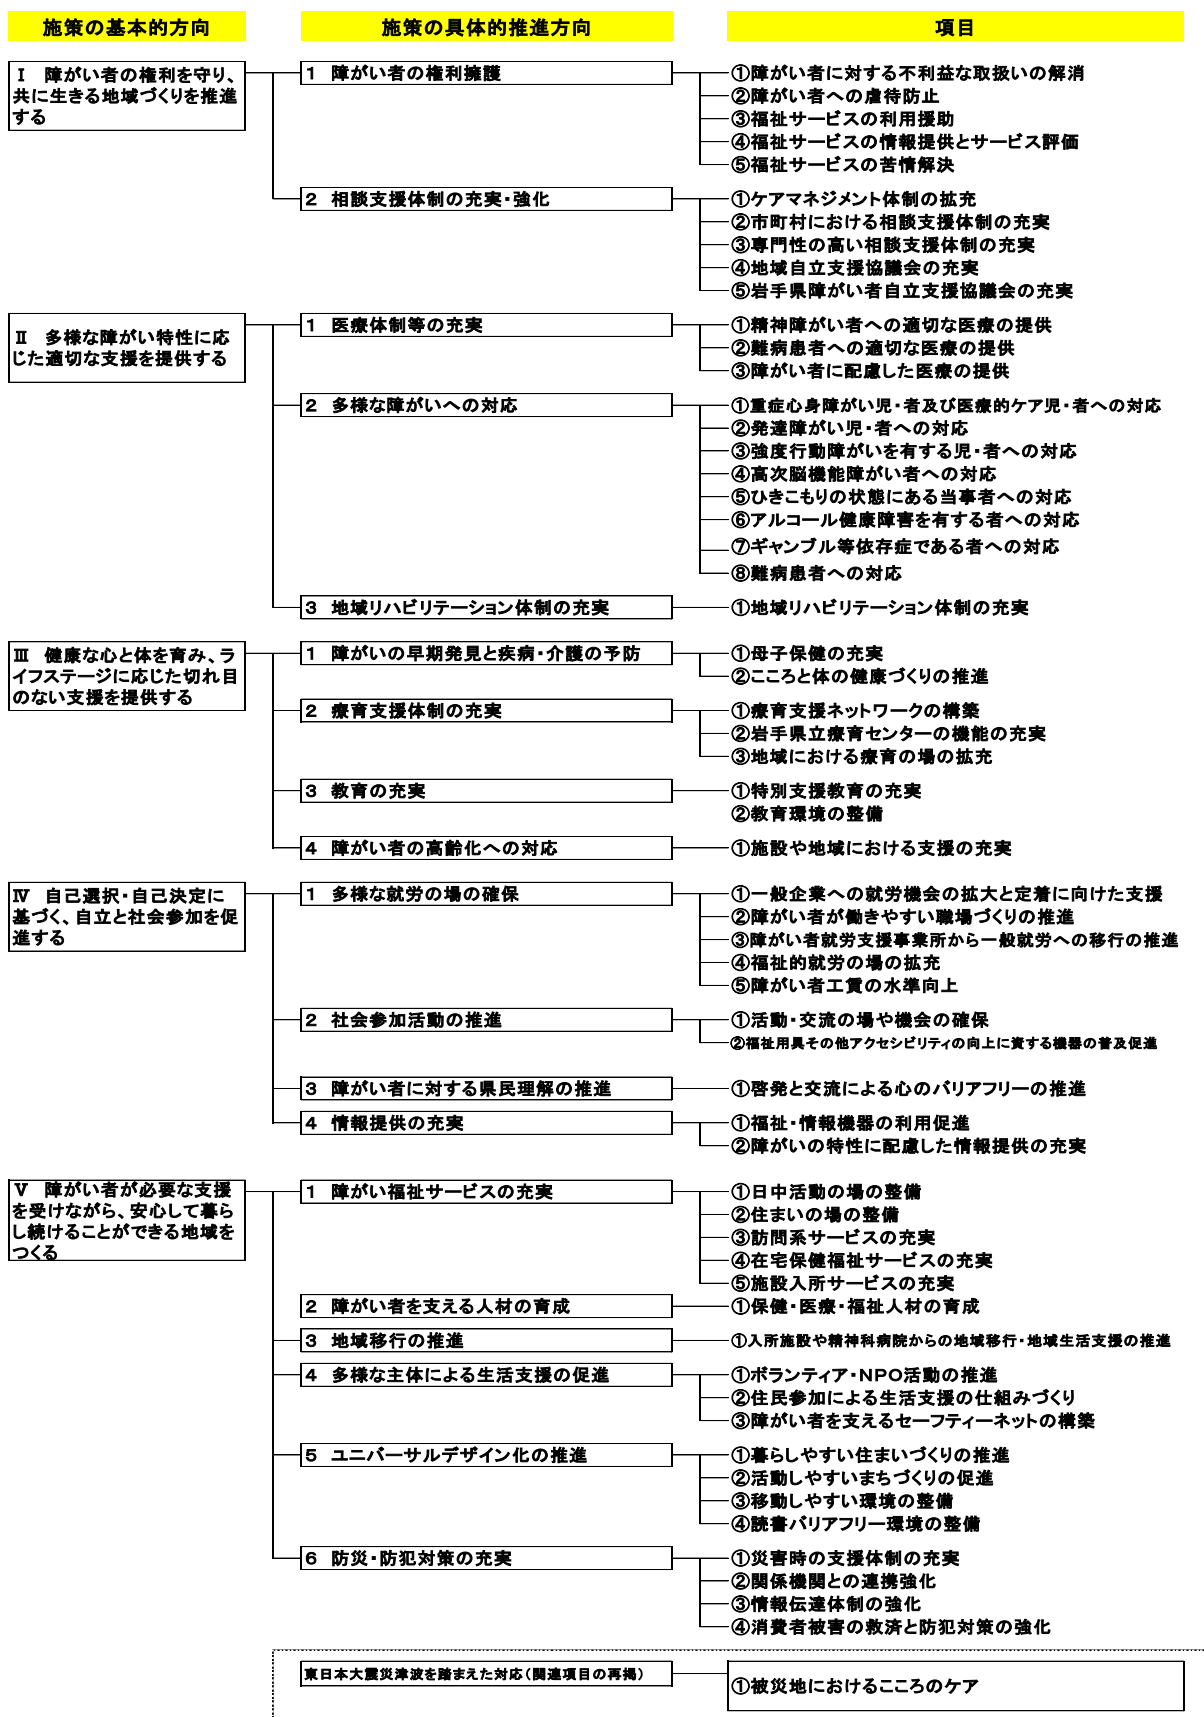 施策の基本的方向
施策の具体的推進方向
項目
Ⅰ　障がい者の権利を守り、
共に生きる地域づくりを推進
する
1　障がい者の権利擁護
①障がい者に対する不利益な取扱いの解消
②障がい者への虐待防止
③福祉サービスの利用援助
④福祉サービスの情報提供とサービス評価
⑤福祉サービスの苦情解決
2　相談支援体制の充実・強化
①ケアマネジメント体制の拡充
②市町村における相談支援体制の充実
③専門性の高い相談支援体制の充実
④地域自立支援協議会の充実
⑤岩手県障がい者自立支援協議会の充実
Ⅱ　多様な障がい特性に応
じた適切な支援を提供する
1　医療体制等の充実
①精神障がい者への適切な医療の提供
②難病患者への適切な医療の提供
③障がい者に配慮した医療の提供
2　多様な障がいへの対応
①重症心身障がい児・者及び医療的ケア児・者への対応
②発達障がい児・者への対応
③強度行動障がいを有する児・者への対応
④高次脳機能障がい者への対応
⑤ひきこもりの状態にある当事者への対応
⑥アルコール健康障害を有する者への対応
⑦ギャンブル等依存症である者への対応
⑧難病患者への対応
3　地域リハビリテーション体制の充実
①地域リハビリテーション体制の充実
Ⅲ　健康な心と体を育み、ラ
イフステージに応じた切れ目
のない支援を提供する
1　障がいの早期発見と疾病・介護の予防
①母子保健の充実
②こころと体の健康づくりの推進
2　療育支援体制の充実
①療育支援ネットワークの構築
②岩手県立療育センターの機能の充実
③地域における療育の場の拡充
3　教育の充実
①特別支援教育の充実
②教育環境の整備
4　障がい者の高齢化への対応
①施設や地域における支援の充実
Ⅳ　自己選択・自己決定に
基づく、自立と社会参加を促
進する
1　多様な就労の場の確保
①一般企業への就労機会の拡大と定着に向けた支援
②障がい者が働きやすい職場づくりの推進
③障がい者就労支援事業所から一般就労への移行の推進
④福祉的就労の場の拡充
⑤障がい者工賃の水準向上
2　社会参加活動の推進
①活動・交流の場や機会の確保
②福祉用具その他アクセシビリティの向上に資する機器の普及促進
3　障がい者に対する県民理解の推進
①啓発と交流による心のバリアフリーの推進
4　情報提供の充実
①福祉・情報機器の利用促進
②障がいの特性に配慮した情報提供の充実
Ⅴ　障がい者が必要な支援
を受けながら、安心して暮ら
し続けることができる地域を
つくる
1　障がい福祉サービスの充実
①日中活動の場の整備
②住まいの場の整備
③訪問系サービスの充実
④在宅保健福祉サービスの充実
⑤施設入所サービスの充実
2　障がい者を支える人材の育成
①保健・医療・福祉人材の育成
3　地域移行の推進
①入所施設や精神科病院からの地域移行・地域生活支援の推進
4　多様な主体による生活支援の促進
①ボランティア・NPO活動の推進
②住民参加による生活支援の仕組みづくり
③障がい者を支えるセーフティーネットの構築
5　ユニバーサルデザイン化の推進
①暮らしやすい住まいづくりの推進
②活動しやすいまちづくりの促進
③移動しやすい環境の整備
④読書バリアフリー環境の整備
6　防災・防犯対策の充実
①災害時の支援体制の充実
②関係機関との連携強化
③情報伝達体制の強化
④消費者被害の救済と防犯対策の強化
東日本大震災津波を踏まえた対応（関連項目の再掲）
①被災地におけるこころのケア